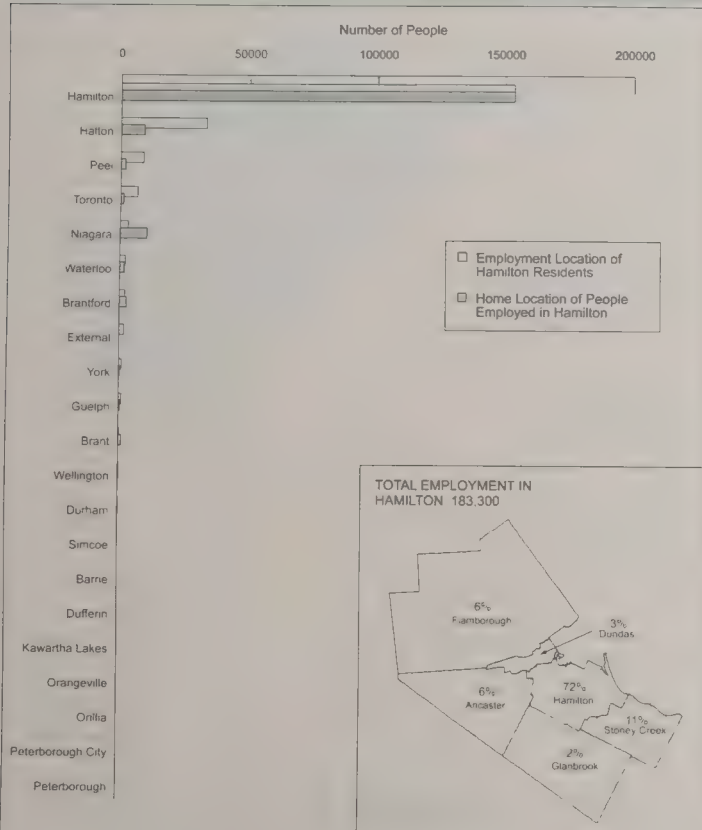 Number of People
0 50000 100000 150000 200000
Hamilton
Halton
Peel
Toronto
Niagara
Waterloo
Brantford
External
York
Guelph
Brant
Wellington
Durham
Simcoe
Barrie
Dufferin
Kawartha Lakes
Orangeville
Orillia
Peterborough City
Peterborough
Employment Location of
Hamilton Residents
Home Location of People
Employed in Hamilton
TOTAL EMPLOYMENT IN
HAMILTON 183,300
6%
Flamborough
3%
Dundas
6%
Ancaster
72%
Hamilton
11%
Stoney Creek
2%
Glanbrook